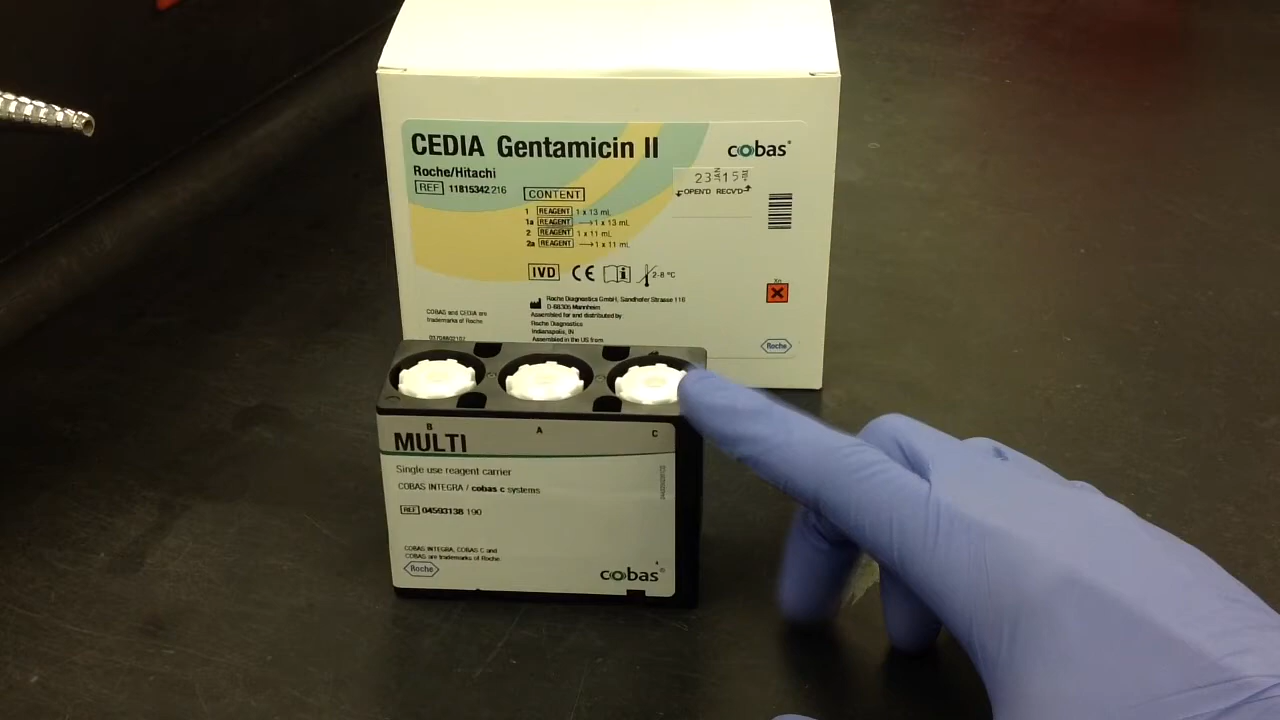 CEDIA Gentamicin II
cobas®
Roche/Hitachi
REF 11815342 216
CONTENT
1 REAGENT 1 x 13 mL
1a REAGENT → 1 x 13 mL
2 REAGENT 1 x 11 mL
2a REAGENT → 1 x 11 mL
23 JAN 15
OPEN'D RECV'D
IVD CE i 2-8 °C
Xn
COBAS and CEDIA are
trademarks of Roche
Roche Diagnostics GmbH, Sandhofer Strasse 116
D-68305 Mannheim
Assembled for and distributed by
Roche Diagnostics
Indianapolis, IN
Assembled in the US from
Roche
B A C
MULTI
Single use reagent carrier
COBAS INTEGRA / cobas c systems
REF 04593138 190
COBAS INTEGRA, COBAS C and
COBAS are trademarks of Roche
Roche
cobas®